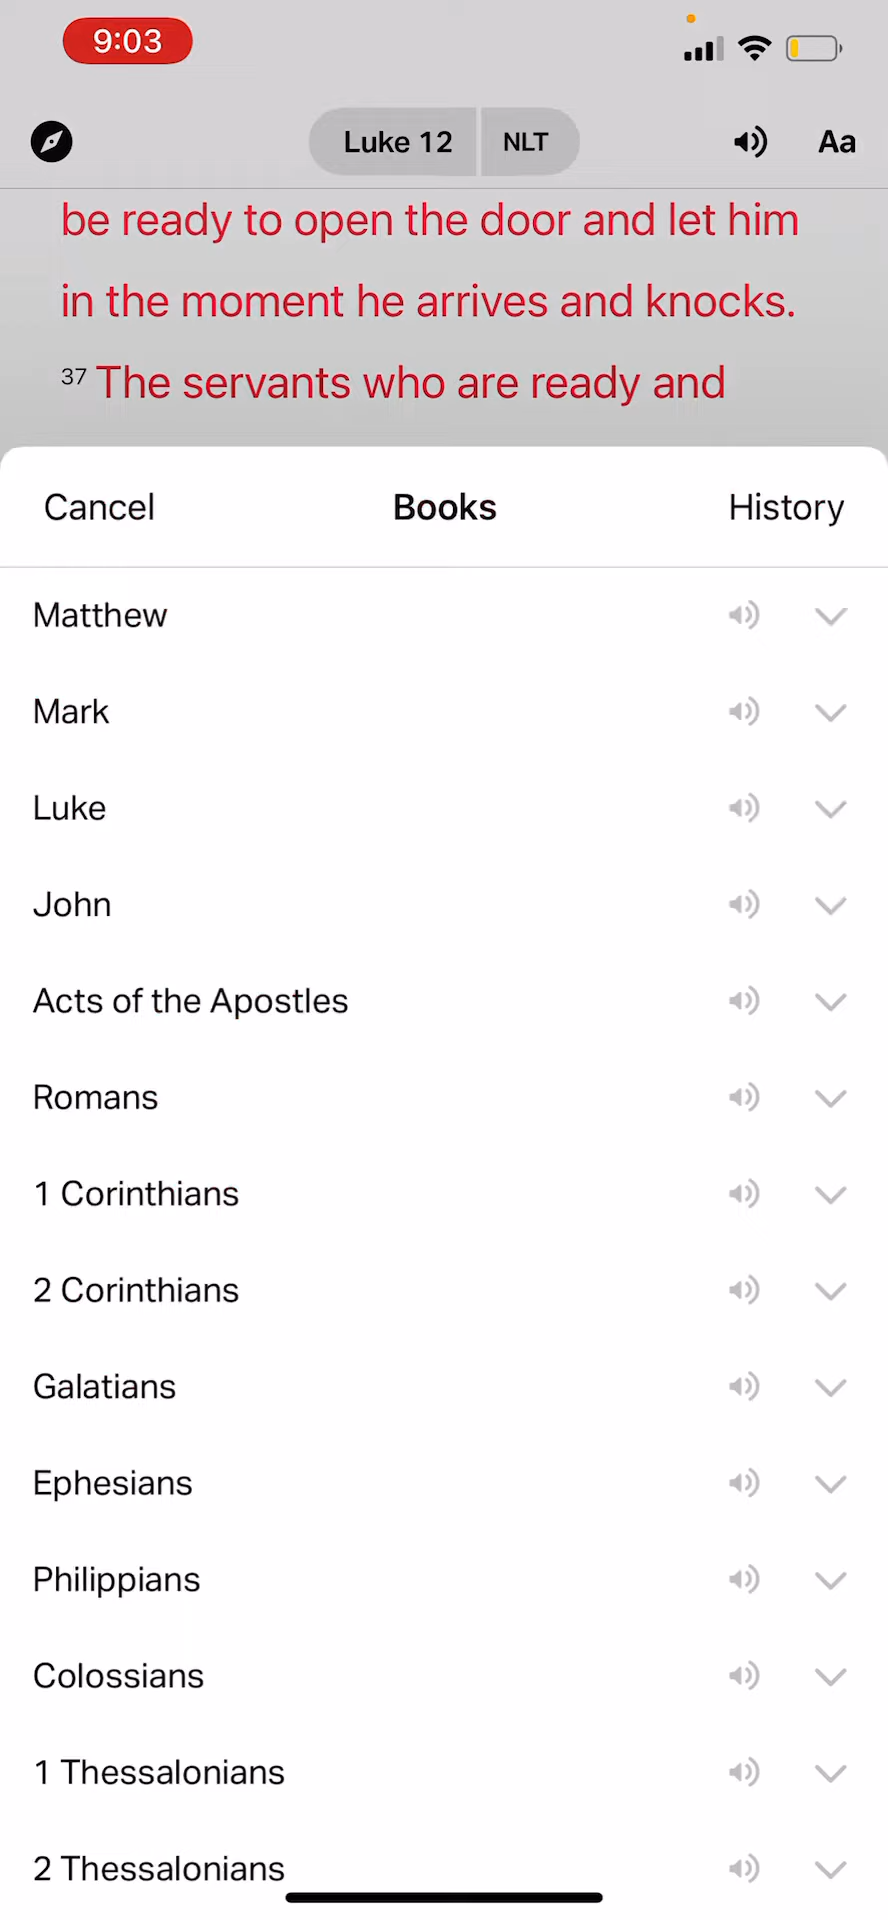 9:03
Luke 12 NLT Aa
be ready to open the door and let him
in the moment he arrives and knocks.
37 The servants who are ready and
Cancel Books History
Matthew
Mark
Luke
John
Acts of the Apostles
Romans
1 Corinthians
2 Corinthians
Galatians
Ephesians
Philippians
Colossians
1 Thessalonians
2 Thessalonians